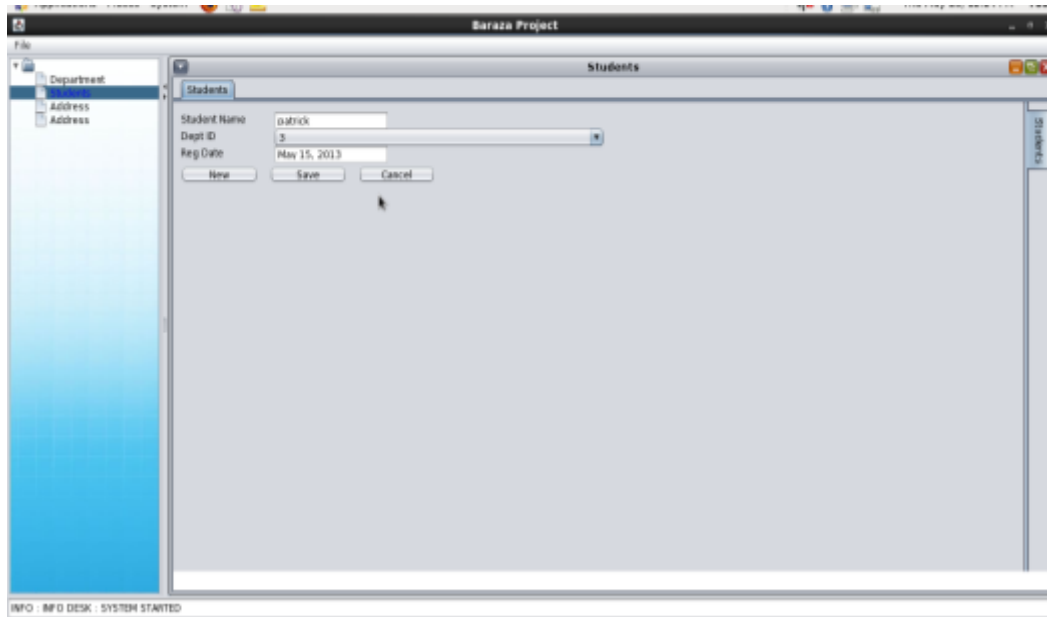 Baraza Project
File
Department
Students
Address
Address
Students
Students
Student Name patrick
Dept ID 3
Reg Date May 15, 2013
New Save Cancel
Students
INFO : INFO DESK : SYSTEM STARTED